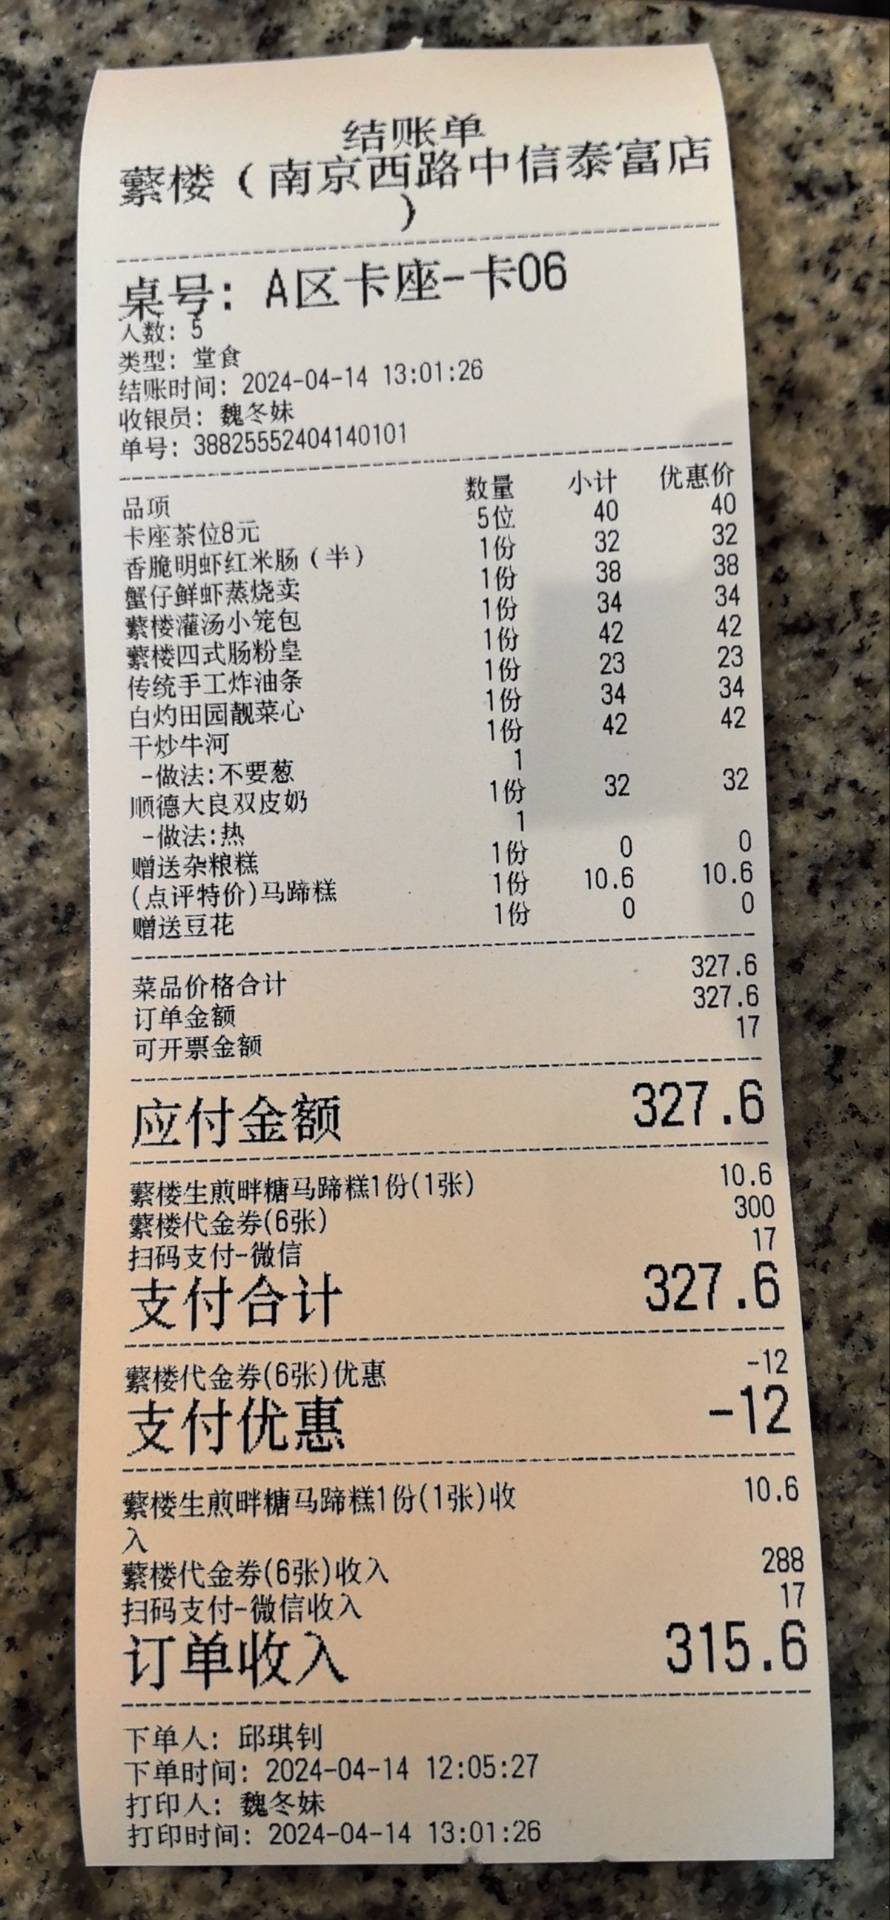 结账单
蘩楼（南京西路中信泰富店
）
桌号: A区卡座-卡06
人数: 5
类型: 堂食
结账时间: 2024-04-14 13:01:26
收银员: 魏冬妹
单号: 38825552404140101
品项 数量 小计 优惠价
卡座茶位8元 5位 40 40
香脆明虾红米肠（半） 1份 32 32
蟹仔鲜虾蒸烧卖 1份 38 38
蘩楼灌汤小笼包 1份 34 34
蘩楼四式肠粉皇 1份 42 42
传统手工炸油条 1份 23 23
白灼田园靓菜心 1份 34 34
干炒牛河 1份 42 42
-做法:不要葱 1
顺德大良双皮奶 1份 32 32
-做法:热 1
赠送杂粮糕 1份 0 0
(点评特价)马蹄糕 1份 10.6 10.6
赠送豆花 1份 0 0
菜品价格合计 327.6
订单金额 327.6
可开票金额 17
应付金额 327.6
蘩楼生煎畔糖马蹄糕1份(1张) 10.6
蘩楼代金券(6张) 300
扫码支付-微信 17
支付合计 327.6
蘩楼代金券(6张)优惠 -12
支付优惠 -12
蘩楼生煎畔糖马蹄糕1份(1张)收 10.6
入
蘩楼代金券(6张)收入 288
扫码支付-微信收入 17
订单收入 315.6
下单人: 邱琪钊
下单时间: 2024-04-14 12:05:27
打印人: 魏冬妹
打印时间: 2024-04-14 13:01:26